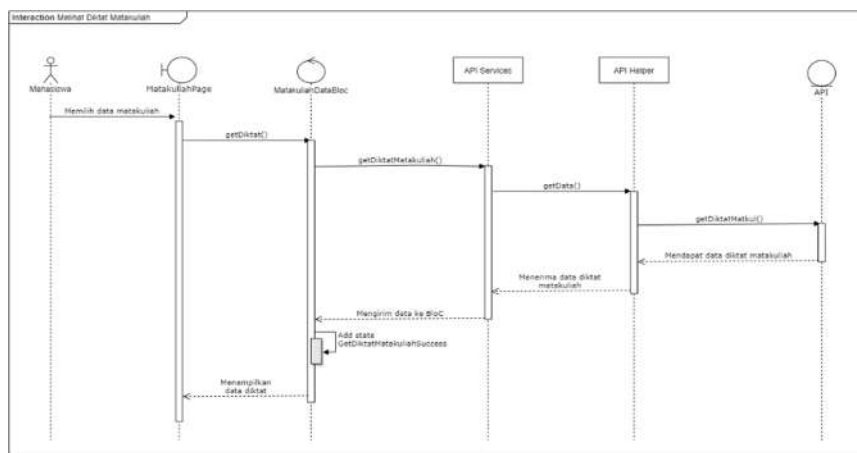 Interaction Melihat Diktat Matakuliah
Mahasiswa
MatakuliahPage
MatakuliahDataBloc
API Services
API Helper
API
Memilih data matakuliah
getDiktat()
getDiktatMatakuliah()
getData()
getDiktatMatkul()
Mendapat data diktat matakuliah
Menerima data diktat
matakuliah
Mengirim data ke BloC
Add state
GetDiktatMatakuliahSuccess
Menampilkan
data diktat